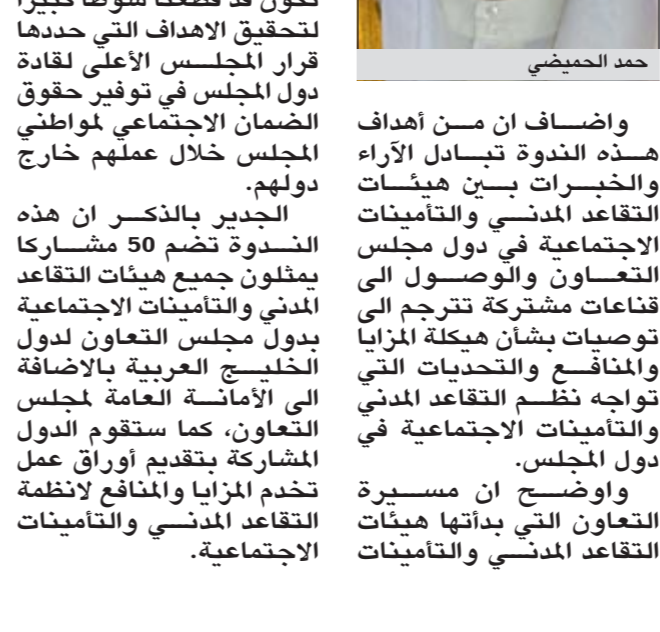 حمد الحميضي
واضاف ان من أهداف
هذه الندوة تبادل الآراء
والخبرات بين هيئات
التقاعد المدني والتأمينات
الاجتماعية في دول مجلس
التعاون والوصول الى
قناعات مشتركة تترجم الى
توصيات بشأن هيكلة المزايا
والمنافع والتحديات التي
تواجه نظم التقاعد المدني
والتأمينات الاجتماعية في
دول المجلس.
واوضح ان مسيرة
التعاون التي بدأتها هيئات
التقاعد المدني والتأمينات
لتحقيق الاهداف التي حددها
قرار المجلس الأعلى لقادة
دول المجلس في توفير حقوق
الضمان الاجتماعي لمواطني
المجلس خلال عملهم خارج
دولهم.
الجدير بالذكر ان هذه
الندوة تضم 50 مشاركا
يمثلون جميع هيئات التقاعد
المدني والتأمينات الاجتماعية
بدول مجلس التعاون لدول
الخليج العربية بالاضافة
الى الأمانة العامة لمجلس
التعاون، كما ستقوم الدول
المشاركة بتقديم أوراق عمل
تخدم المزايا والمنافع لانظمة
التقاعد المدني والتأمينات
الاجتماعية.